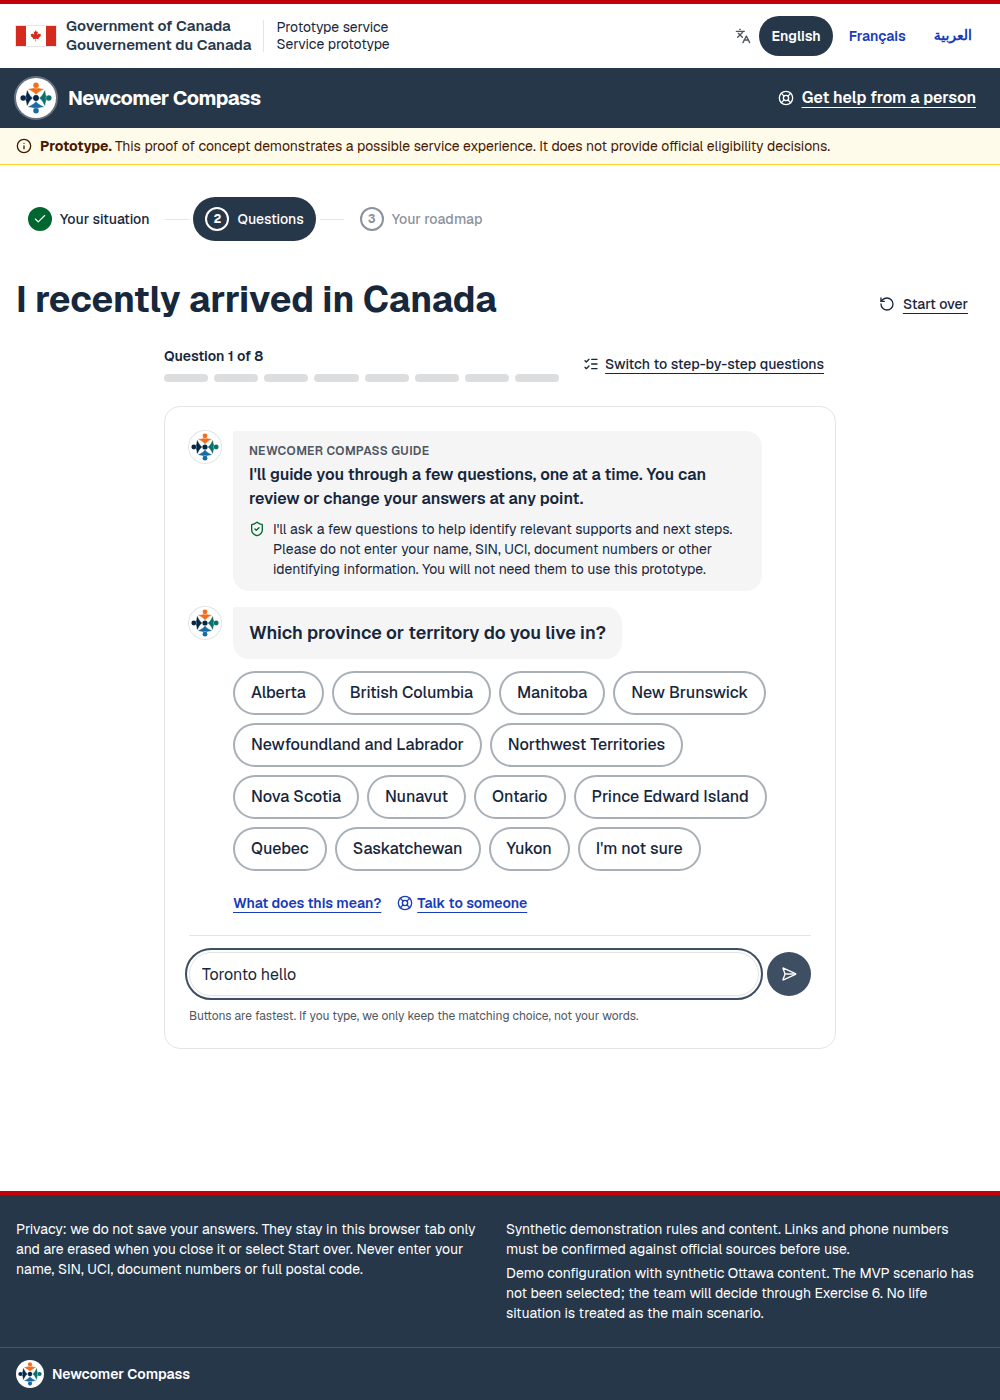 Government of Canada
Gouvernement du Canada
Prototype service
Service prototype
English
Français
العربية
Newcomer Compass
Get help from a person
Prototype. This proof of concept demonstrates a possible service experience. It does not provide official eligibility decisions.
Your situation
2 Questions
3 Your roadmap
I recently arrived in Canada
Start over
Question 1 of 8
Switch to step-by-step questions
NEWCOMER COMPASS GUIDE
I'll guide you through a few questions, one at a time. You can
review or change your answers at any point.
I'll ask a few questions to help identify relevant supports and next steps.
Please do not enter your name, SIN, UCI, document numbers or other
identifying information. You will not need them to use this prototype.
Which province or territory do you live in?
Alberta
British Columbia
Manitoba
New Brunswick
Newfoundland and Labrador
Northwest Territories
Nova Scotia
Nunavut
Ontario
Prince Edward Island
Quebec
Saskatchewan
Yukon
I'm not sure
What does this mean?
Talk to someone
Toronto hello
Buttons are fastest. If you type, we only keep the matching choice, not your words.
Privacy: we do not save your answers. They stay in this browser tab only
and are erased when you close it or select Start over. Never enter your
name, SIN, UCI, document numbers or full postal code.
Synthetic demonstration rules and content. Links and phone numbers
must be confirmed against official sources before use.
Demo configuration with synthetic Ottawa content. The MVP scenario has
not been selected; the team will decide through Exercise 6. No life
situation is treated as the main scenario.
Newcomer Compass